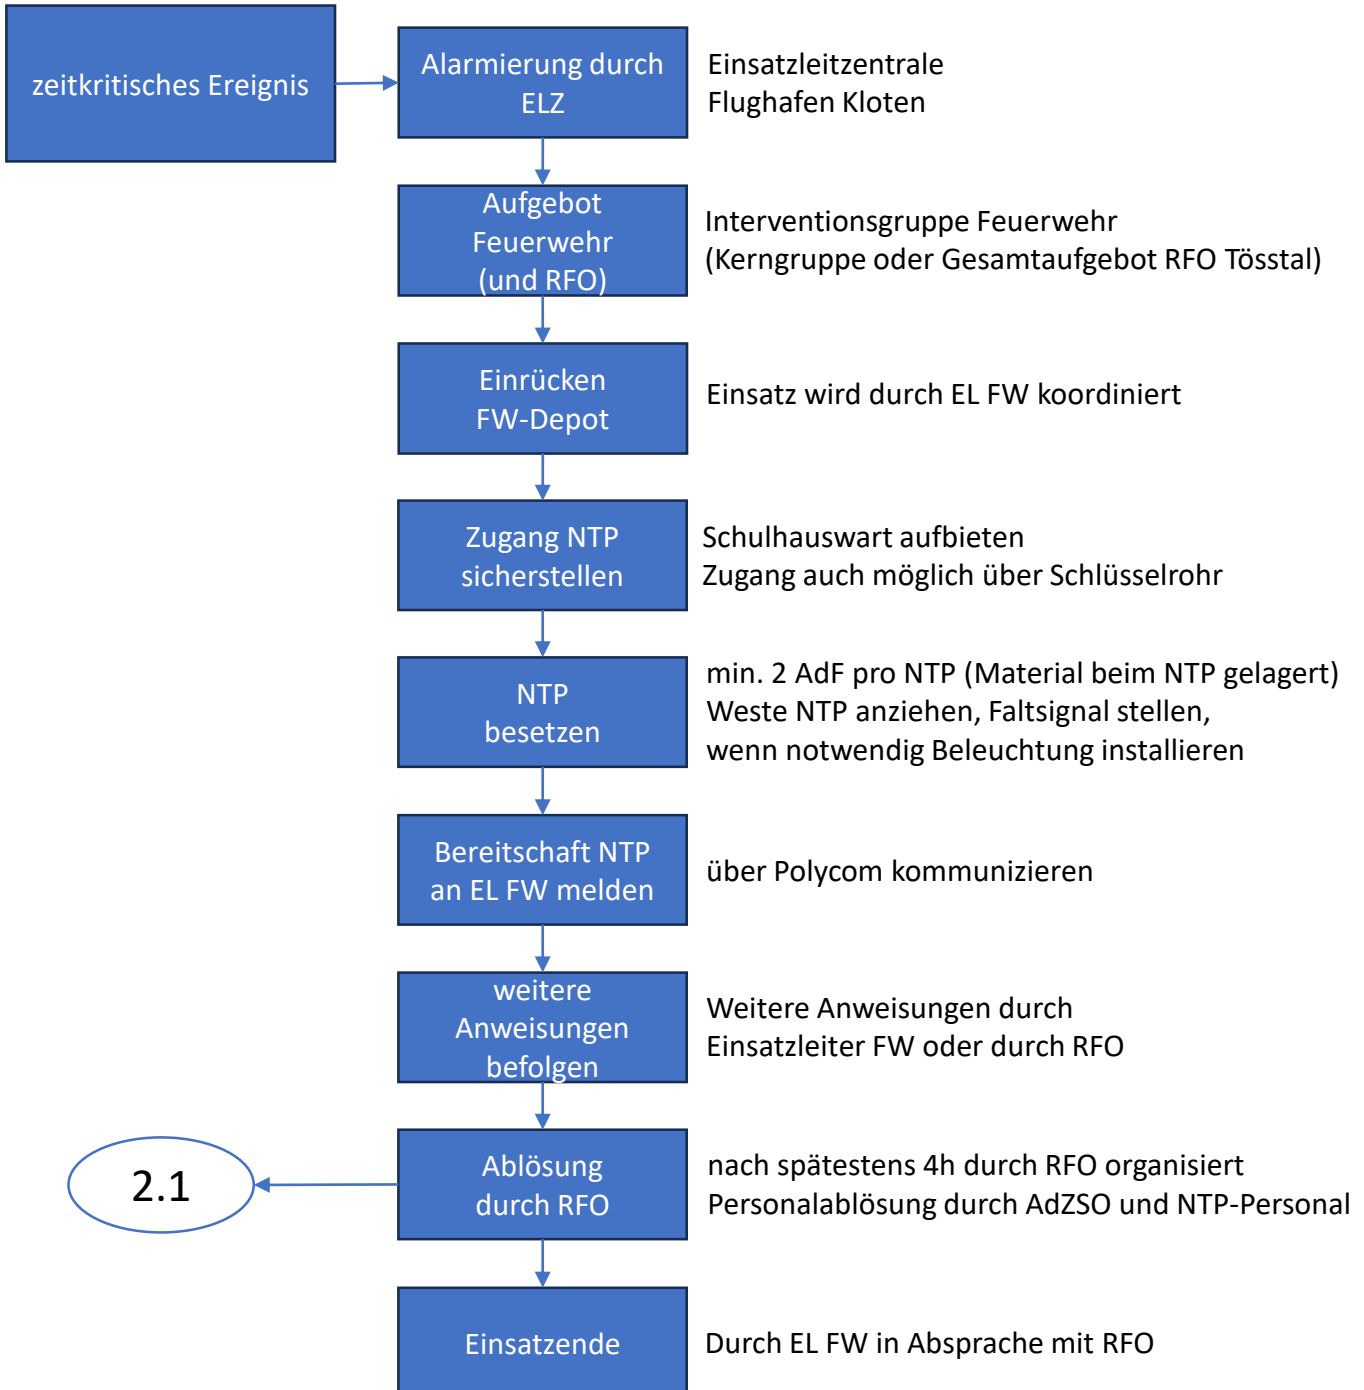 zeitkritisches Ereignis
Alarmierung durch
ELZ
Einsatzleitzentrale
Flughafen Kloten
Aufgebot
Feuerwehr
(und RFO)
Interventionsgruppe Feuerwehr
(Kerngruppe oder Gesamtaufgebot RFO Tösstal)
Einrücken
FW-Depot
Einsatz wird durch EL FW koordiniert
Zugang NTP
sicherstellen
Schulhauswart aufbieten
Zugang auch möglich über Schlüsselrohr
NTP
besetzen
min. 2 AdF pro NTP (Material beim NTP gelagert)
Weste NTP anziehen, Faltsignal stellen,
wenn notwendig Beleuchtung installieren
Bereitschaft NTP
an EL FW melden
über Polycom kommunizieren
weitere
Anweisungen
befolgen
Weitere Anweisungen durch
Einsatzleiter FW oder durch RFO
2.1
Ablösung
durch RFO
nach spätestens 4h durch RFO organisiert
Personalablösung durch AdZSO und NTP-Personal
Einsatzende
Durch EL FW in Absprache mit RFO